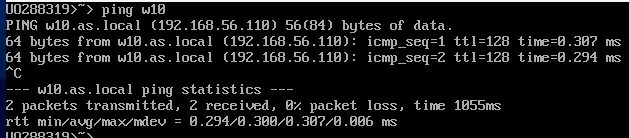 UO288319>~> ping w10
PING w10.as.local (192.168.56.110) 56(84) bytes of data.
64 bytes from w10.as.local (192.168.56.110): icmp_seq=1 ttl=128 time=0.307 ms
64 bytes from w10.as.local (192.168.56.110): icmp_seq=2 ttl=128 time=0.294 ms
^C
--- w10.as.local ping statistics ---
2 packets transmitted, 2 received, 0% packet loss, time 1055ms
rtt min/avg/max/mdev = 0.294/0.300/0.307/0.006 ms
UO288319>~>